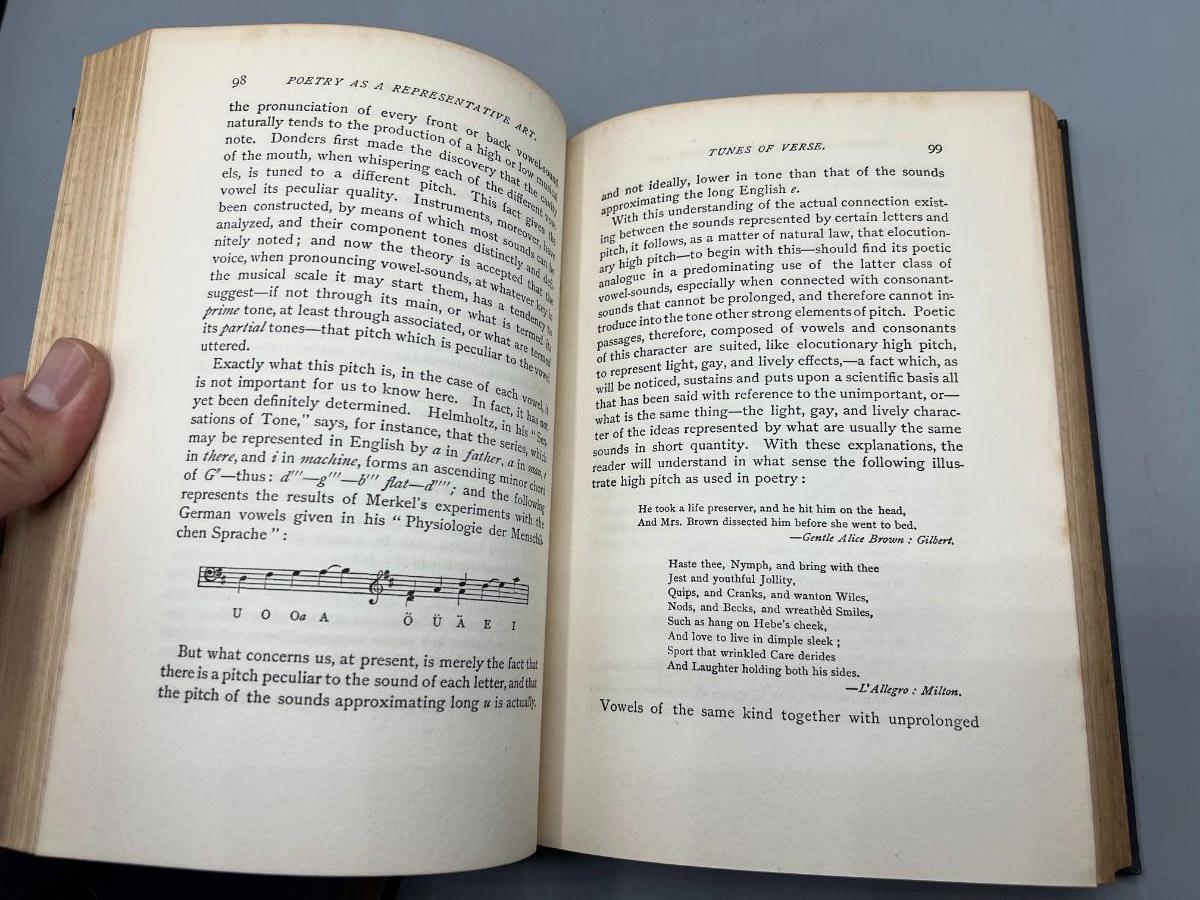 98 POETRY AS A REPRESENTATIVE ART.
the pronunciation of every front or back vowel-sound
naturally tends to the production of a high or low musical
note. Donders first made the discovery that the cavity
of the mouth, when whispering each of the different vow-
els, is tuned to a different pitch. This fact gives the
vowel its peculiar quality. Instruments, moreover, have
been constructed, by means of which most sounds can be
analyzed, and their component tones distinctly and defi-
nitely noted; and now the theory is accepted that the
voice, when pronouncing vowel-sounds, at whatever key in
the musical scale it may start them, has a tendency to
suggest—if not through its main, or what is termed its
prime tone, at least through associated, or what are termed
its partial tones—that pitch which is peculiar to the vowel
uttered.
Exactly what this pitch is, in the case of each vowel, it
is not important for us to know here. In fact, it has not
yet been definitely determined. Helmholtz, in his "Sen-
sations of Tone," says, for instance, that the series, which
may be represented in English by a in father, a in man,
in there, and i in machine, forms an ascending minor chord
of G″—thus: d‴—g‴—b‴ flat—d⁗; and the following
represents the results of Merkel's experiments with the
German vowels given in his "Physiologie der Menschli-
chen Sprache":
U O Oa A Ö Ü Ä E I
But what concerns us, at present, is merely the fact that
there is a pitch peculiar to the sound of each letter, and that
the pitch of the sounds approximating long u is actually,
TUNES OF VERSE. 99
and not ideally, lower in tone than that of the sounds
approximating the long English e.
With this understanding of the actual connection exist-
ing between the sounds represented by certain letters and
pitch, it follows, as a matter of natural law, that elocution-
ary high pitch—to begin with this—should find its poetic
analogue in a predominating use of the latter class of
vowel-sounds, especially when connected with consonant-
sounds that cannot be prolonged, and therefore cannot in-
troduce into the tone other strong elements of pitch. Poetic
passages, therefore, composed of vowels and consonants
of this character are suited, like elocutionary high pitch,
to represent light, gay, and lively effects,—a fact which, as
will be noticed, sustains and puts upon a scientific basis all
that has been said with reference to the unimportant, or—
what is the same thing—the light, gay, and lively charac-
ter of the ideas represented by what are usually the same
sounds in short quantity. With these explanations, the
reader will understand in what sense the following illus-
trate high pitch as used in poetry:
He took a life preserver, and he hit him on the head,
And Mrs. Brown dissected him before she went to bed.
—Gentle Alice Brown: Gilbert.
Haste thee, Nymph, and bring with thee
Jest and youthful Jollity,
Quips, and Cranks, and wanton Wiles,
Nods, and Becks, and wreathèd Smiles,
Such as hang on Hebe's cheek,
And love to live in dimple sleek;
Sport that wrinkled Care derides
And Laughter holding both his sides.
—L'Allegro: Milton.
Vowels of the same kind together with unprolonged